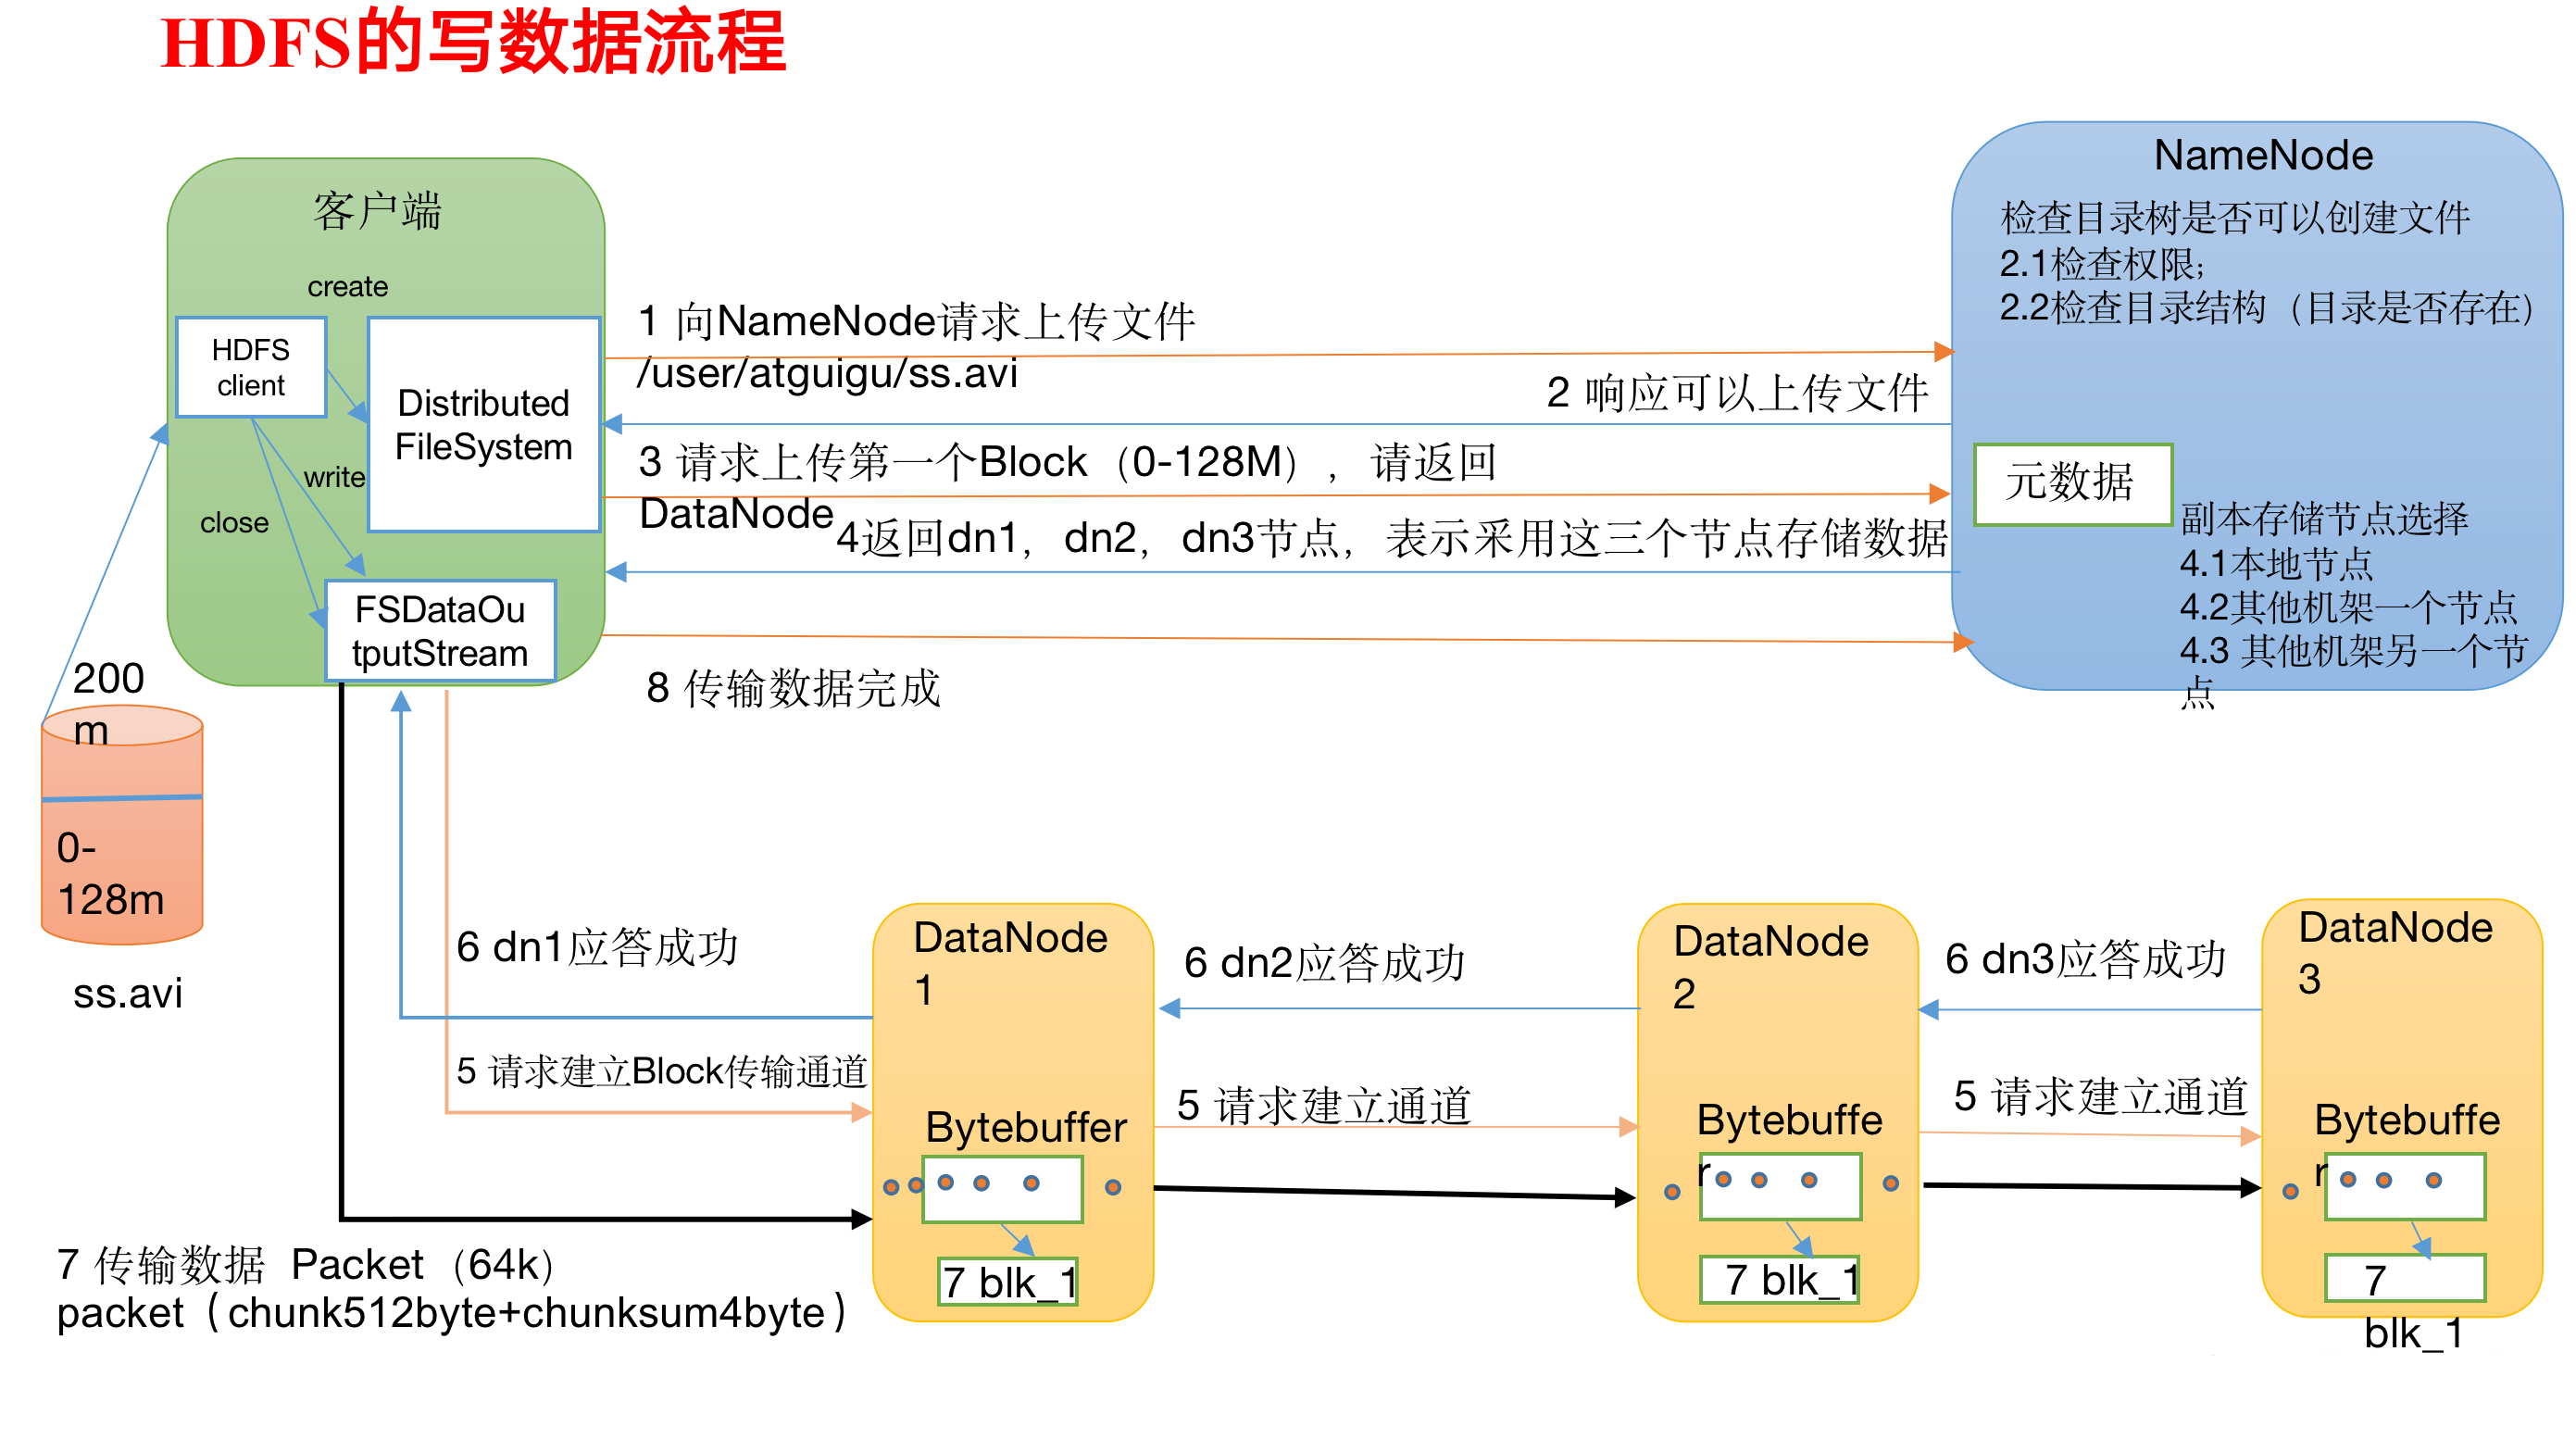 HDFS的写数据流程
客户端
create
HDFS
client
Distributed
FileSystem
write
close
FSDataOu
tputStream
200
m
0-
128m
ss.avi
1 向NameNode请求上传文件
/user/atguigu/ss.avi
2 响应可以上传文件
3 请求上传第一个Block（0-128M），请返回
DataNode
4返回dn1，dn2，dn3节点，表示采用这三个节点存储数据
8 传输数据完成
NameNode
检查目录树是否可以创建文件
2.1检查权限；
2.2检查目录结构（目录是否存在）
元数据
副本存储节点选择
4.1本地节点
4.2其他机架一个节点
4.3 其他机架另一个节
点
6 dn1应答成功
5 请求建立Block传输通道
DataNode
1
Bytebuffer
7 blk_1
6 dn2应答成功
5 请求建立通道
DataNode
2
Bytebuffe
r
7 blk_1
6 dn3应答成功
5 请求建立通道
DataNode
3
Bytebuffe
r
7
blk_1
7 传输数据 Packet（64k）
packet（chunk512byte+chunksum4byte）